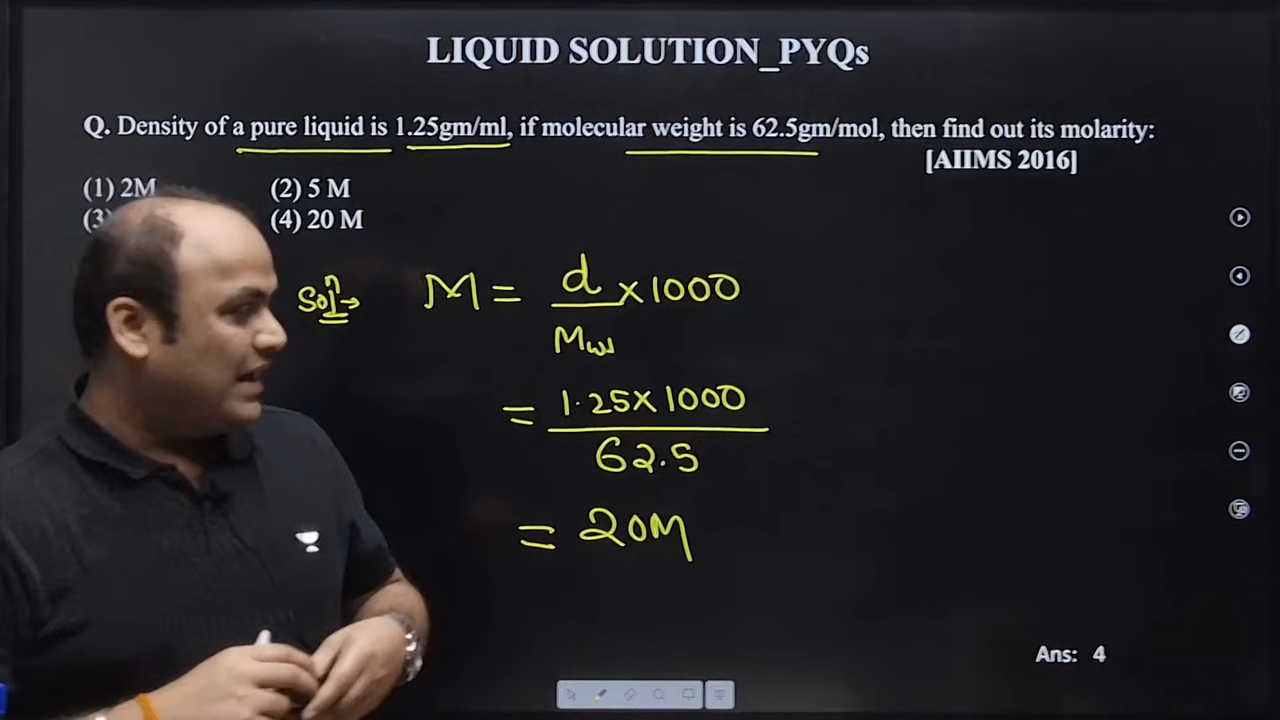 LIQUID SOLUTION_PYQs
Q. Density of a pure liquid is 1.25gm/ml, if molecular weight is 62.5gm/mol, then find out its molarity:
[AIIMS 2016]
(1) 2M (2) 5 M
(3) (4) 20 M
Solⁿ→ M = d/Mw × 1000
= 1.25 × 1000 / 62.5
= 20M
Ans: 4